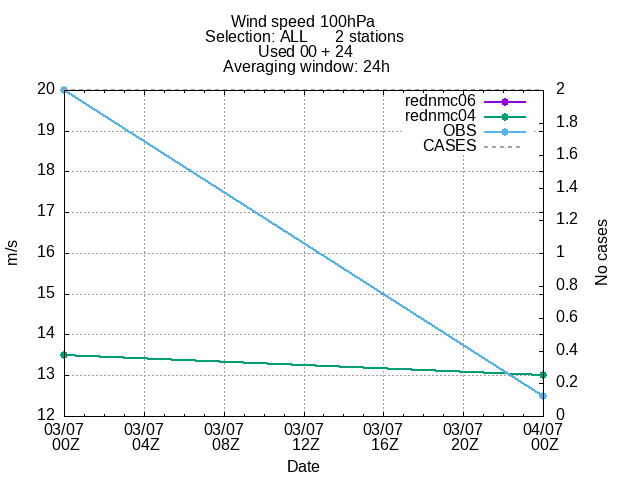 Wind speed 100hPa
Selection: ALL 2 stations
Used 00 + 24
Averaging window: 24h
rednmc06
rednmc04
OBS
CASES
20
19
18
17
16
15
14
13
12
m/s
2
1.8
1.6
1.4
1.2
1
0.8
0.6
0.4
0.2
0
No cases
03/07 03/07 03/07 03/07 03/07 03/07 04/07
00Z 04Z 08Z 12Z 16Z 20Z 00Z
Date